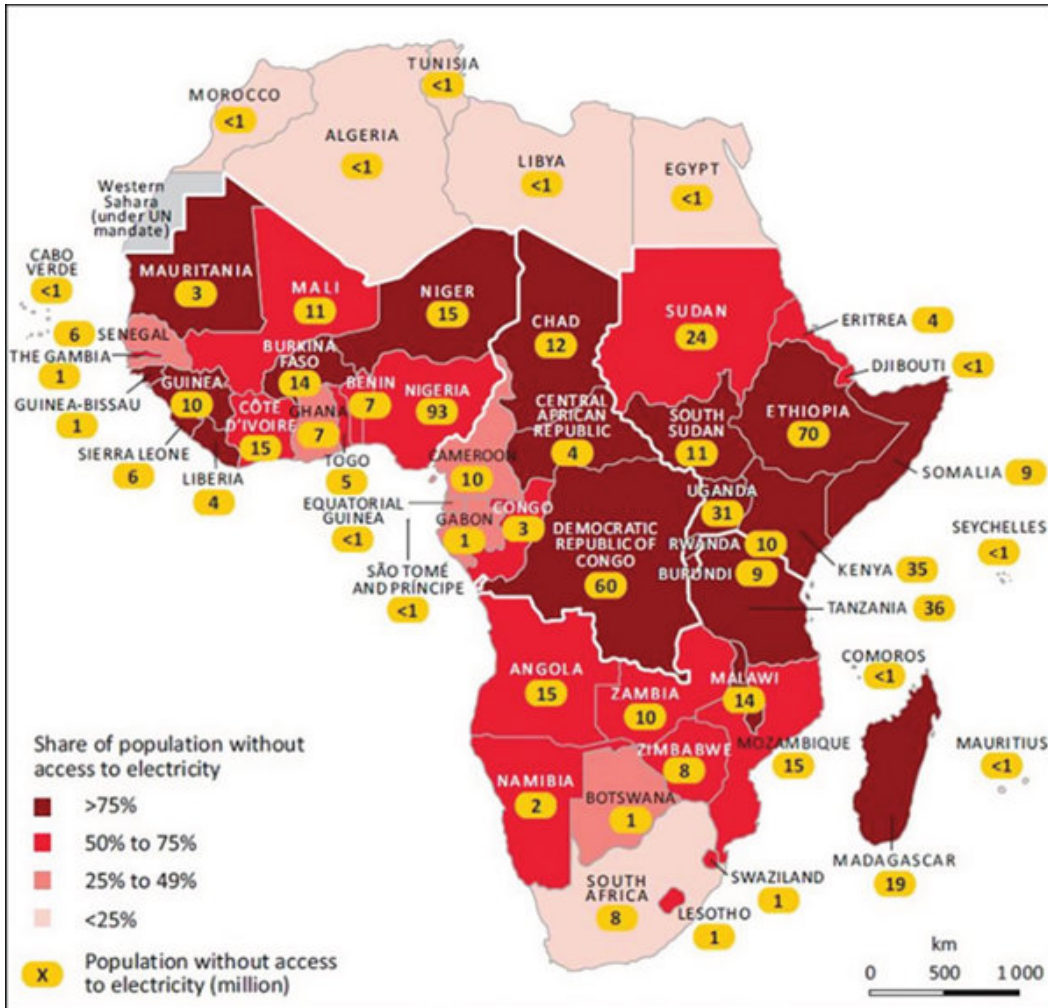 TUNISIA
<1
MOROCCO
<1
ALGERIA
<1
LIBYA
<1
EGYPT
<1
Western
Sahara
(under UN
mandate)
CABO
VERDE
<1
MAURITANIA
3
MALI
11
NIGER
15
CHAD
12
SUDAN
24
ERITREA 4
6 SENEGAL
THE GAMBIA
1
GUINEA-BISSAU
1
GUINEA
10
BURKINA
FASO
14
BENIN
7
NIGERIA
93
DJIBOUTI <1
SIERRA LEONE
6
LIBERIA
4
CÔTE
D'IVOIRE
15
GHANA
7
TOGO
5
CENTRAL
AFRICAN
REPUBLIC
4
SOUTH
SUDAN
11
ETHIOPIA
70
SOMALIA 9
CAMEROON
10
EQUATORIAL
GUINEA
<1
GABON
1
CONGO
3
SÃO TOMÉ
AND PRÍNCIPE
<1
DEMOCRATIC
REPUBLIC OF
CONGO
60
UGANDA
31
RWANDA 10
BURUNDI 9
KENYA 35
TANZANIA 36
SEYCHELLES
<1
COMOROS
<1
ANGOLA
15
ZAMBIA
10
MALAWI
14
MOZAMBIQUE
15
ZIMBABWE
8
MAURITIUS
<1
NAMIBIA
2
BOTSWANA
1
MADAGASCAR
19
SOUTH
AFRICA
8
SWAZILAND
1
LESOTHO
1
Share of population without
access to electricity
>75%
50% to 75%
25% to 49%
<25%
X Population without access
to electricity (million)
km
0 500 1 000